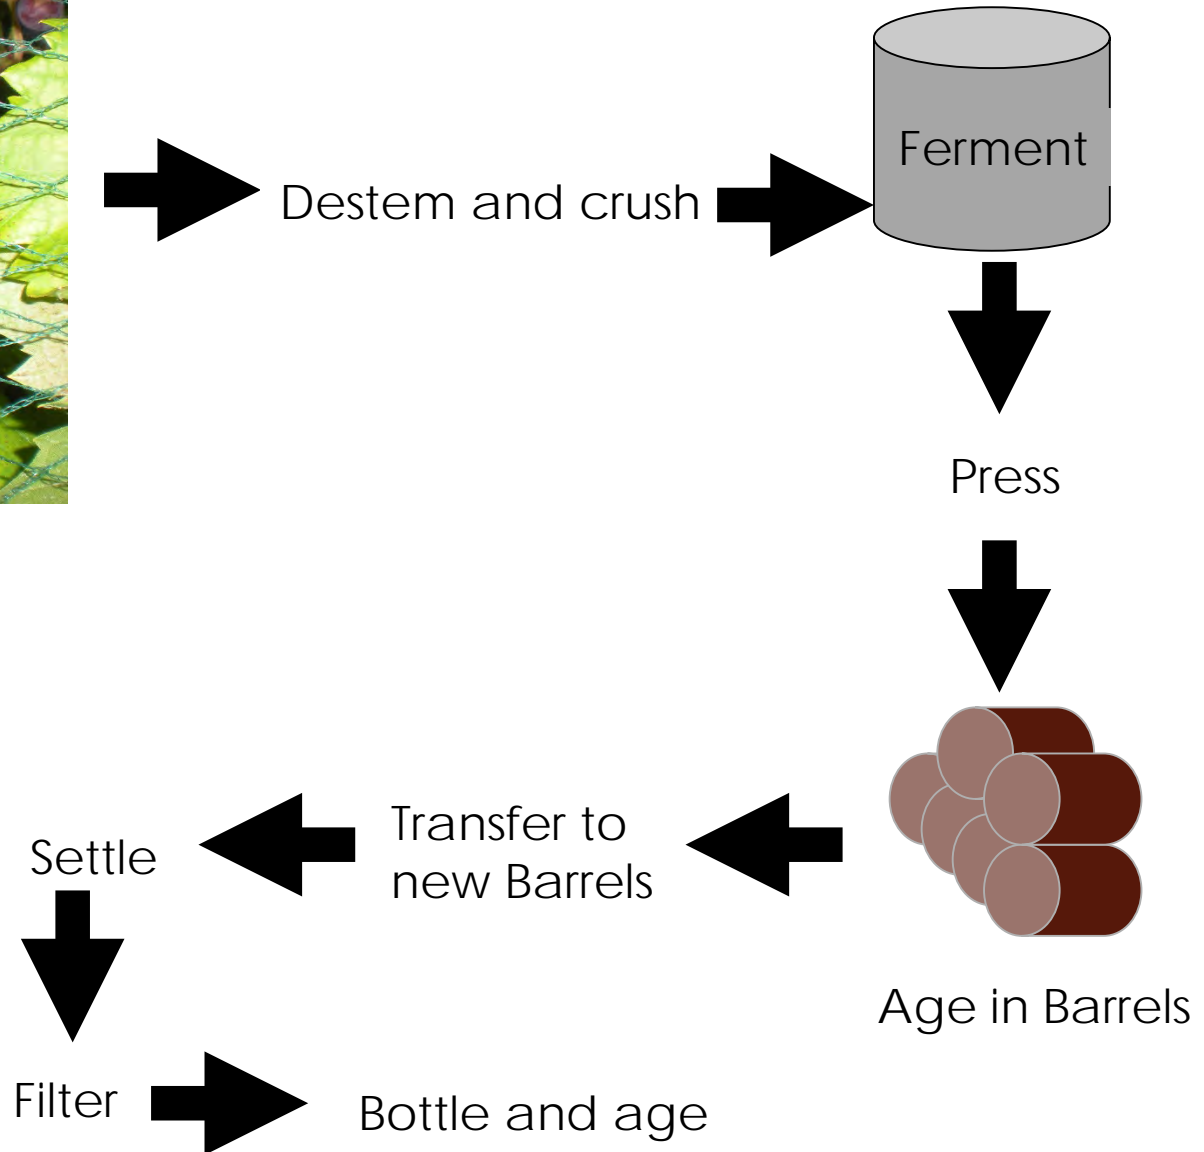 Destem and crush
Ferment
Press
Age in Barrels
Transfer to
new Barrels
Settle
Filter
Bottle and age